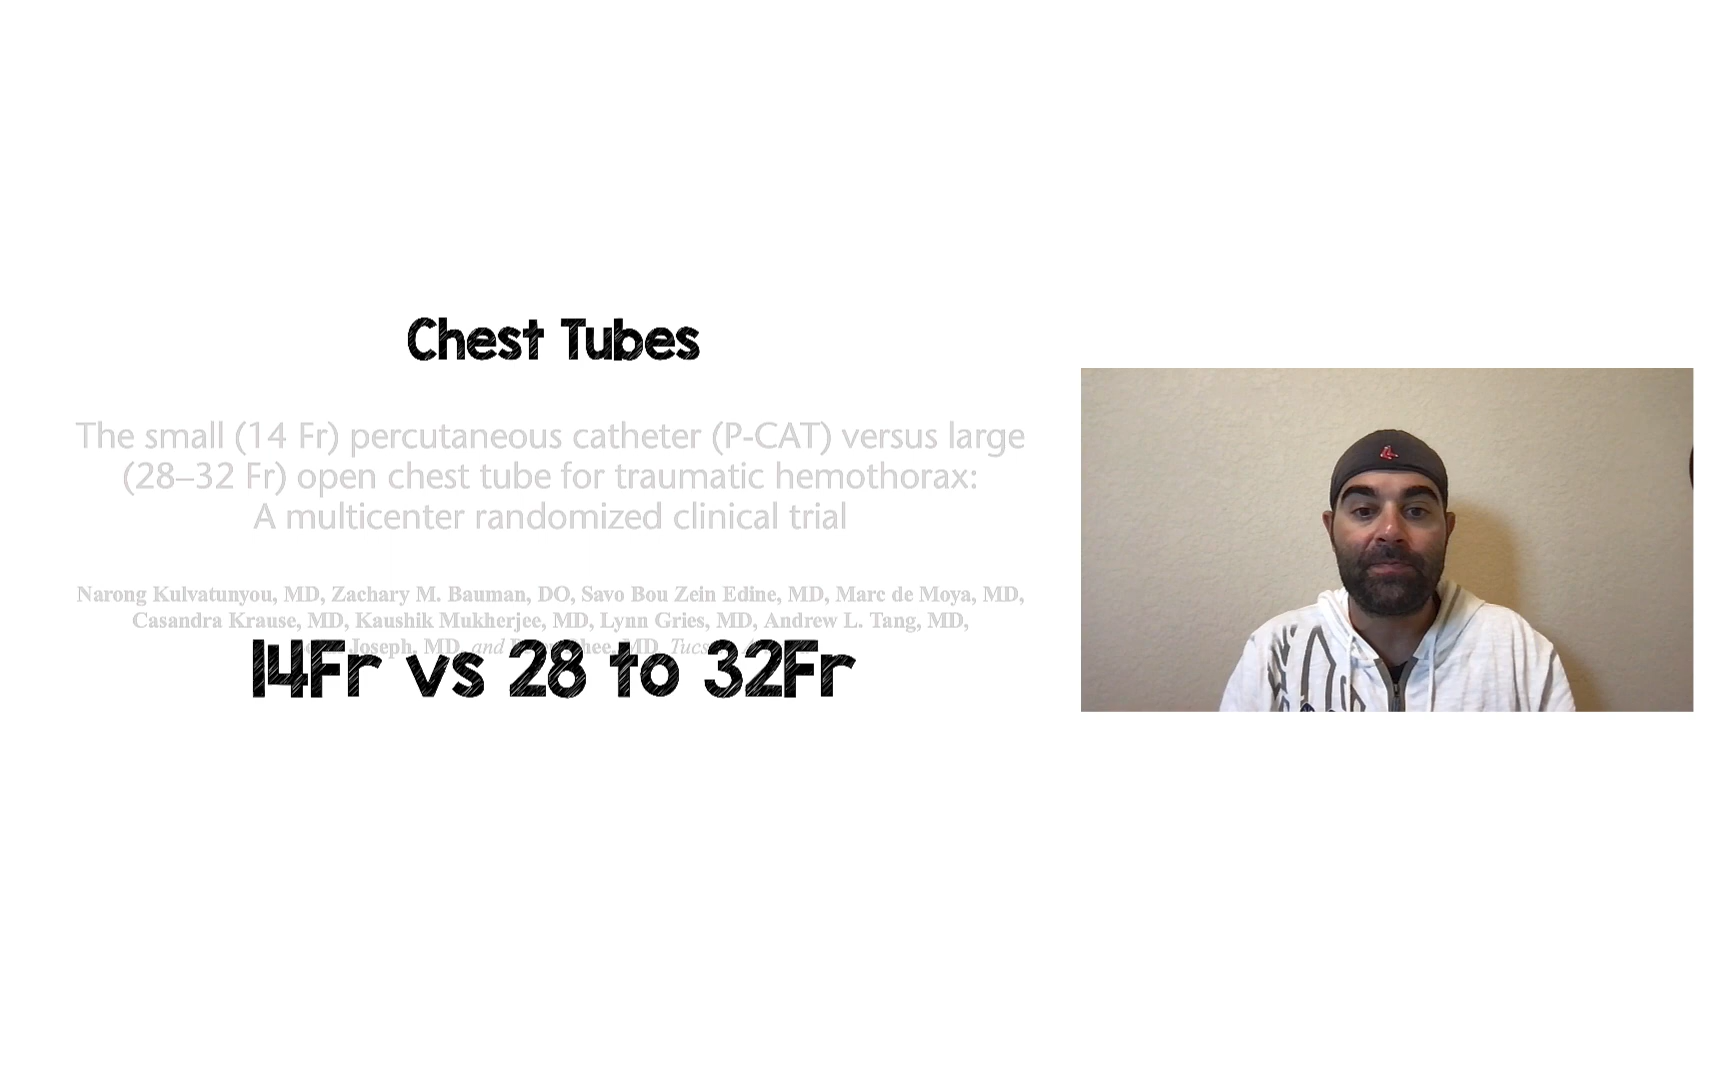 Chest Tubes
The small (14 Fr) percutaneous catheter (P-CAT) versus large
(28–32 Fr) open chest tube for traumatic hemothorax:
A multicenter randomized clinical trial
Narong Kulvatunyou, MD, Zachary M. Bauman, DO, Savo Bou Zein Edine, MD, Marc de Moya, MD,
Casandra Krause, MD, Kaushik Mukherjee, MD, Lynn Gries, MD, Andrew L. Tang, MD,
Joseph, MD, and
14Fr vs 28 to 32Fr